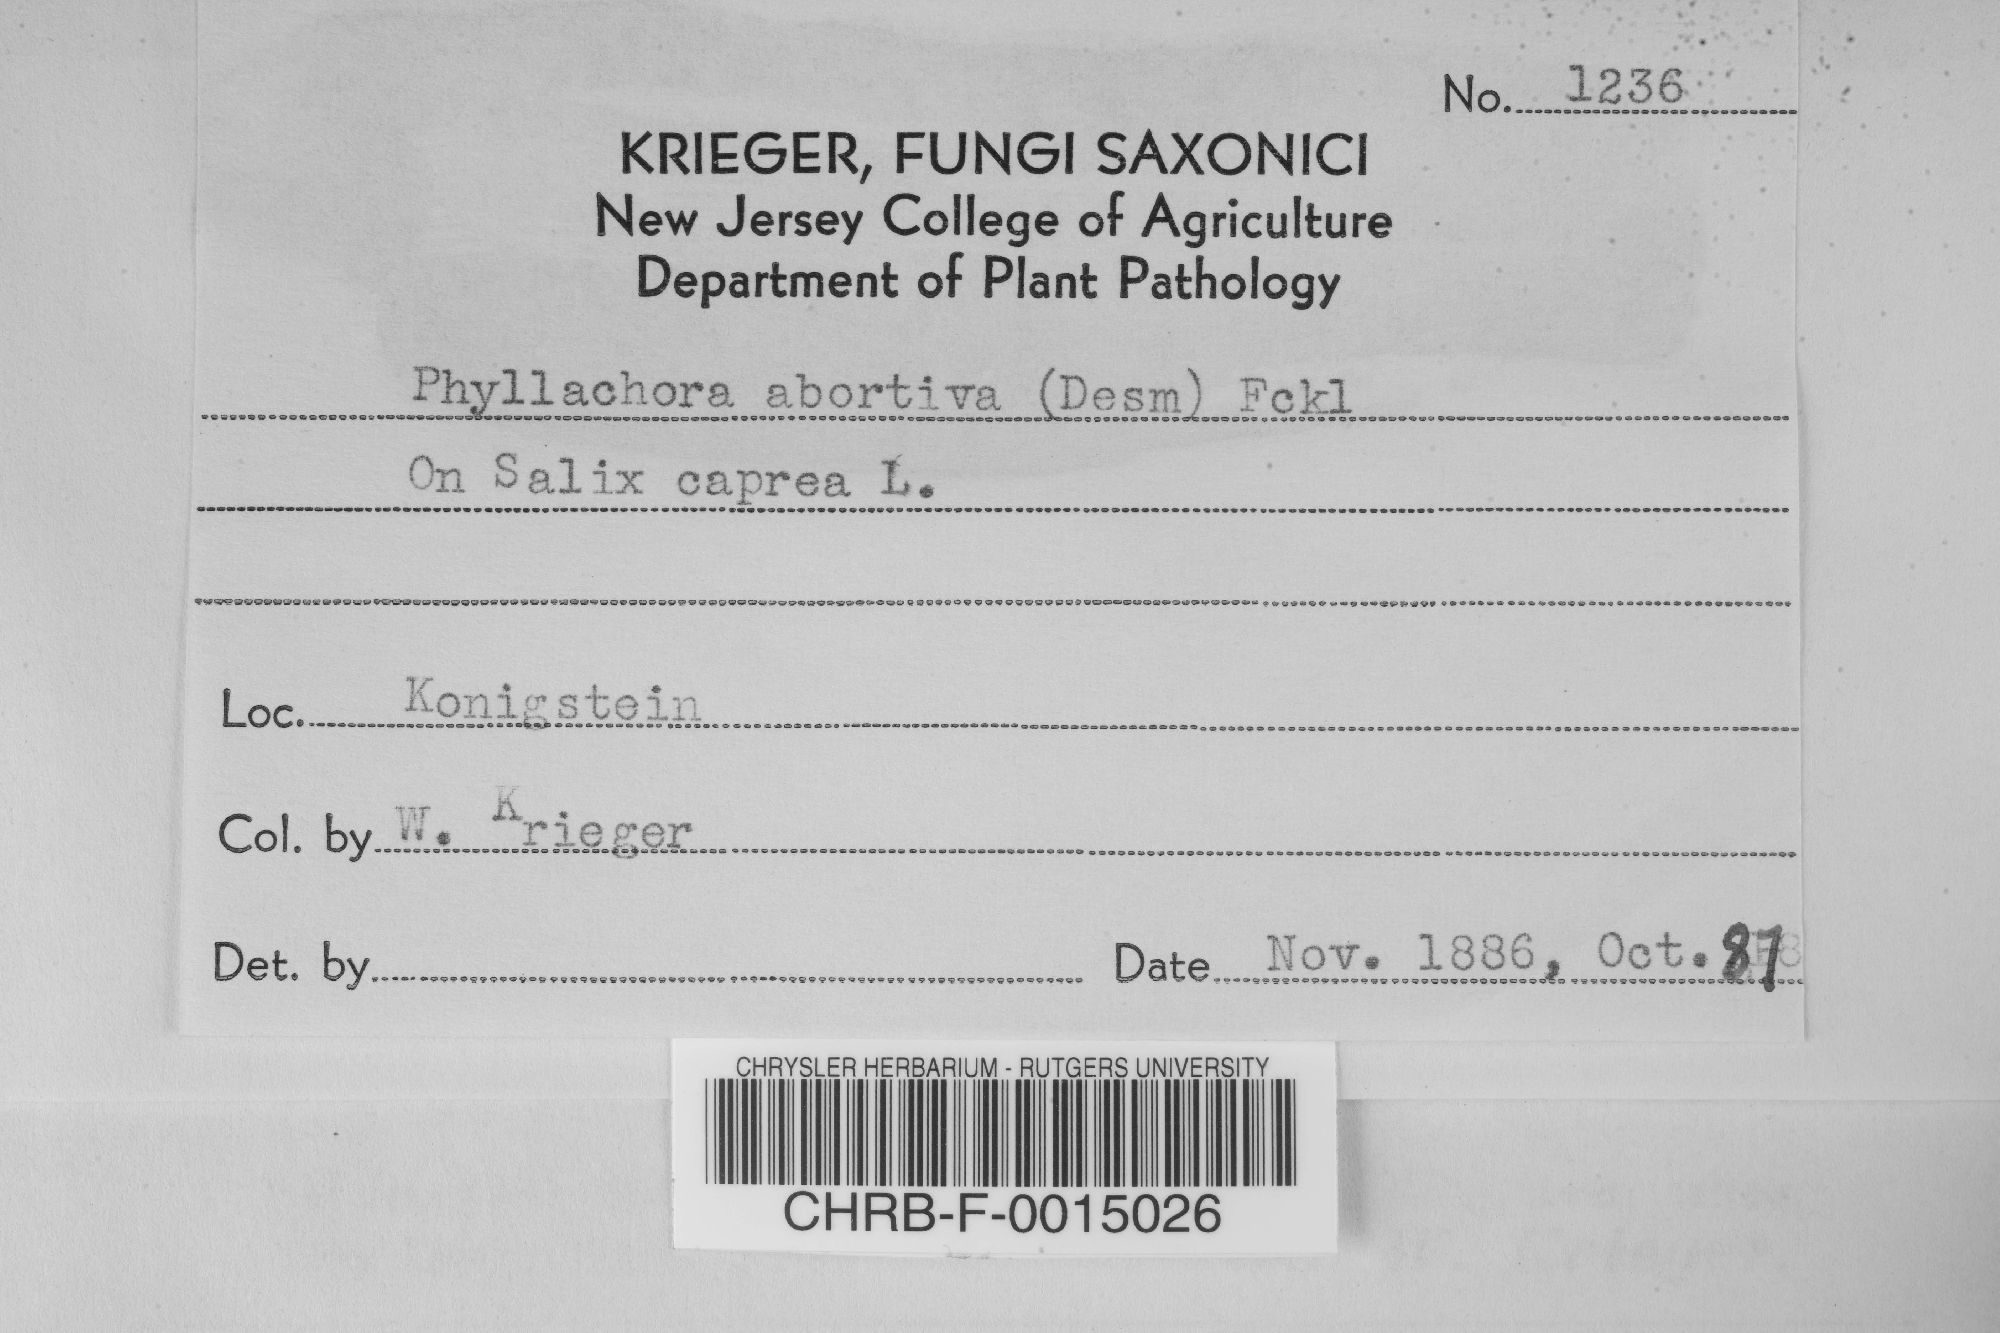 No. 1236
KRIEGER, FUNGI SAXONICI
New Jersey College of Agriculture
Department of Plant Pathology
Phyllachora abortiva (Desm) Fckl
On Salix caprea L.
Loc. Konigstein
Col. by W. Krieger
Det. by Date Nov. 1886, Oct. 87
CHRYSLER HERBARIUM - RUTGERS UNIVERSITY
CHRB-F-0015026